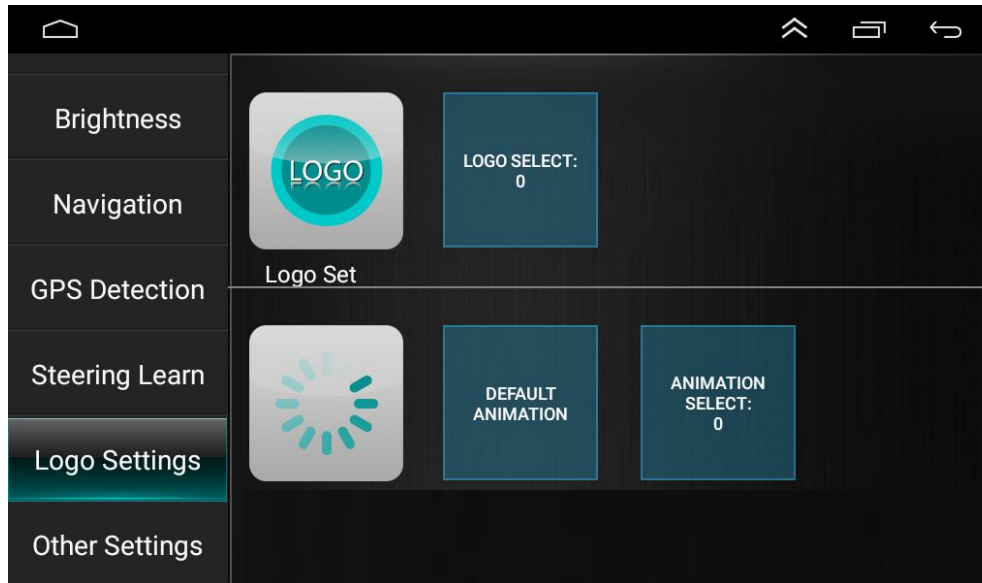 Brightness
Navigation
GPS Detection
Steering Learn
Logo Settings
Other Settings
LOGO
Logo Set
LOGO SELECT:
0
DEFAULT
ANIMATION
ANIMATION
SELECT:
0